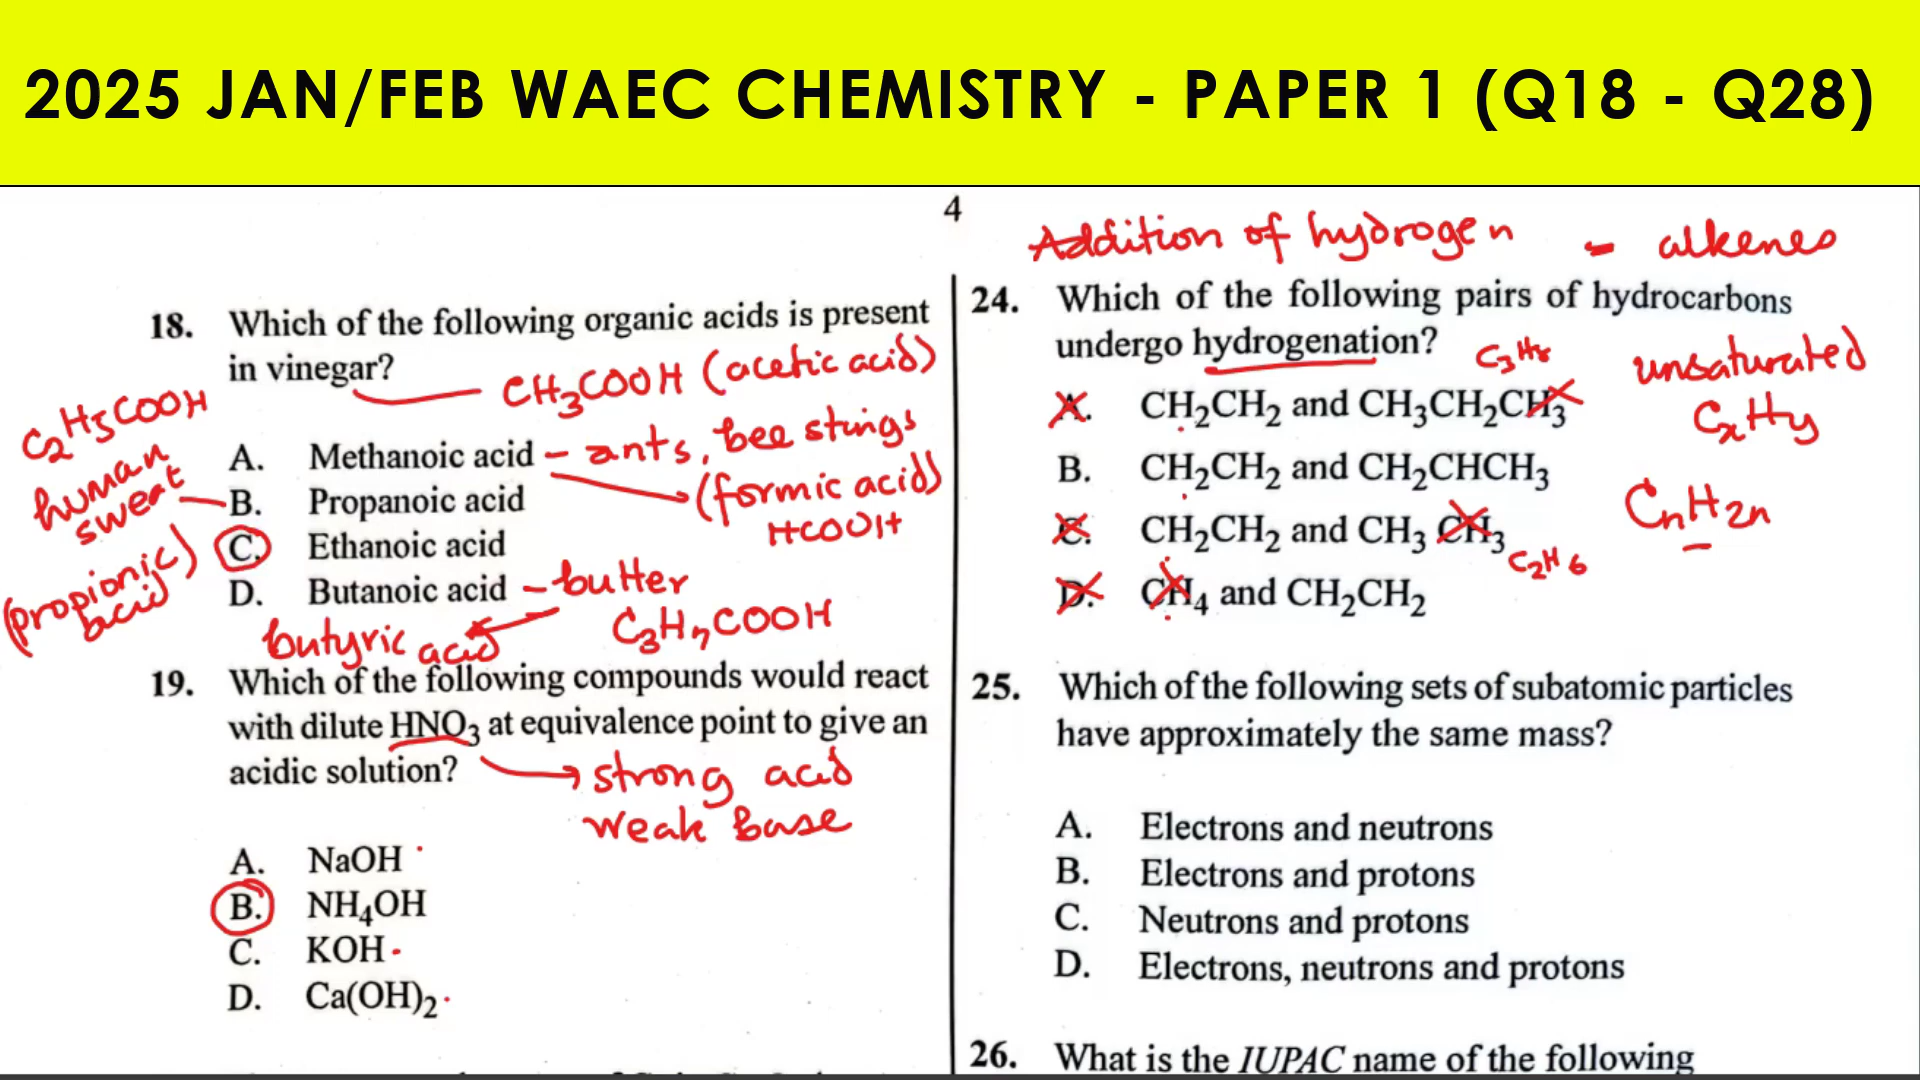 2025 JAN/FEB WAEC CHEMISTRY - PAPER 1 (Q18 - Q28)
4
18. Which of the following organic acids is present
in vinegar?
CH₃COOH (acetic acid)
C₂H₅COOH
human
sweat
(propionic)
acid
A. Methanoic acid - ants, bee stings
(formic acid)
HCOOH
B. Propanoic acid
C. Ethanoic acid
D. Butanoic acid - butter
butyric acid
C₃H₇COOH
19. Which of the following compounds would react
with dilute HNO₃ at equivalence point to give an
acidic solution?
strong acid
weak base
A. NaOH
B. NH₄OH
C. KOH
D. Ca(OH)₂
Addition of hydrogen - alkenes
24. Which of the following pairs of hydrocarbons
undergo hydrogenation?
C₃H₈
unsaturated
CxHy
CnH2n
A. CH₂CH₂ and CH₃CH₂CH₃
B. CH₂CH₂ and CH₂CHCH₃
C. CH₂CH₂ and CH₃ CH₃
C₂H₆
D. CH₄ and CH₂CH₂
25. Which of the following sets of subatomic particles
have approximately the same mass?
A. Electrons and neutrons
B. Electrons and protons
C. Neutrons and protons
D. Electrons, neutrons and protons
26. What is the IUPAC name of the following